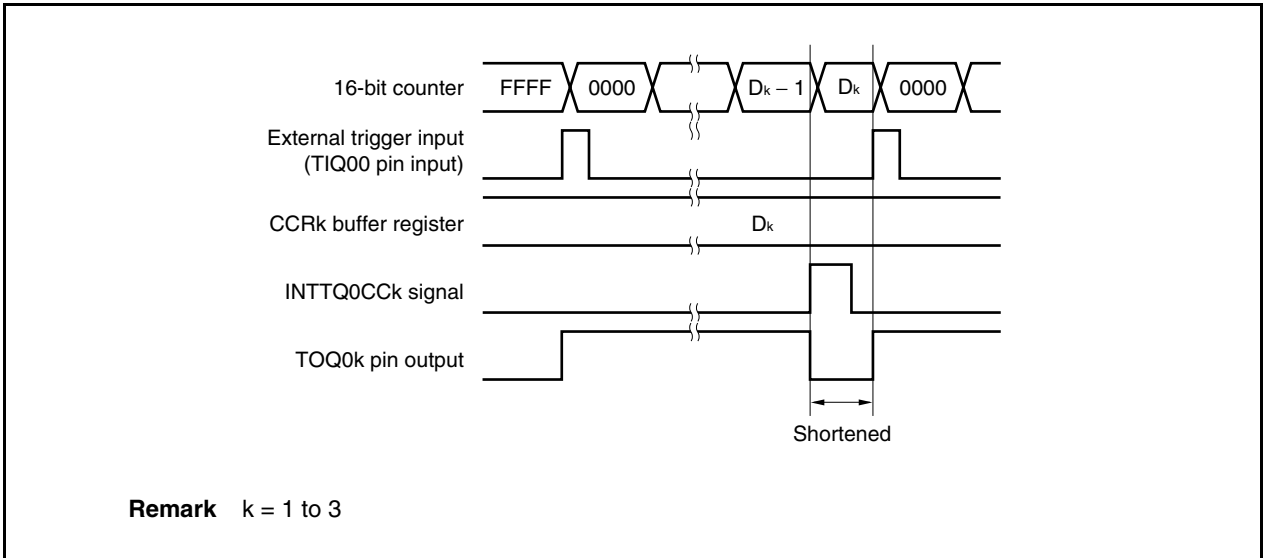 16-bit counter FFFF 0000 Dk – 1 Dk 0000
External trigger input
(TIQ00 pin input)
CCRk buffer register Dk
INTTQ0CCk signal
TOQ0k pin output
Shortened
Remark k = 1 to 3